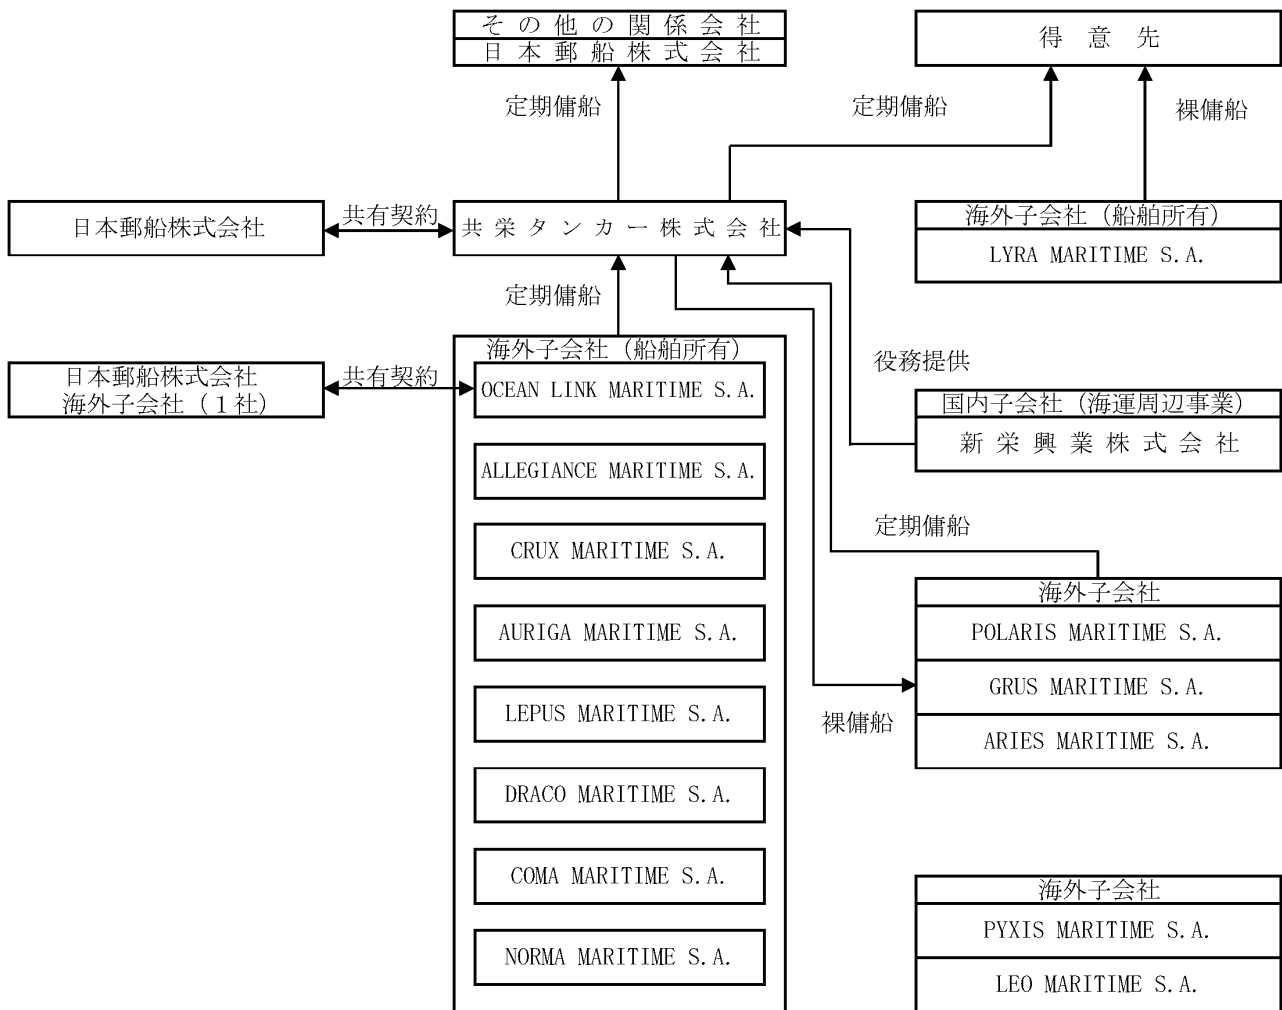 その他の関係会社
日本郵船株式会社
得意先
定期傭船
定期傭船
裸傭船
日本郵船株式会社
共有契約
共栄タンカー株式会社
海外子会社（船舶所有）
LYRA MARITIME S.A.
定期傭船
海外子会社（船舶所有）
日本郵船株式会社
海外子会社（１社）
共有契約
OCEAN LINK MARITIME S.A.
役務提供
国内子会社（海運周辺事業）
新栄興業株式会社
ALLEGIANCE MARITIME S.A.
CRUX MARITIME S.A.
定期傭船
海外子会社
AURIGA MARITIME S.A.
POLARIS MARITIME S.A.
LEPUS MARITIME S.A.
GRUS MARITIME S.A.
裸傭船
ARIES MARITIME S.A.
DRACO MARITIME S.A.
COMA MARITIME S.A.
海外子会社
PYXIS MARITIME S.A.
NORMA MARITIME S.A.
LEO MARITIME S.A.